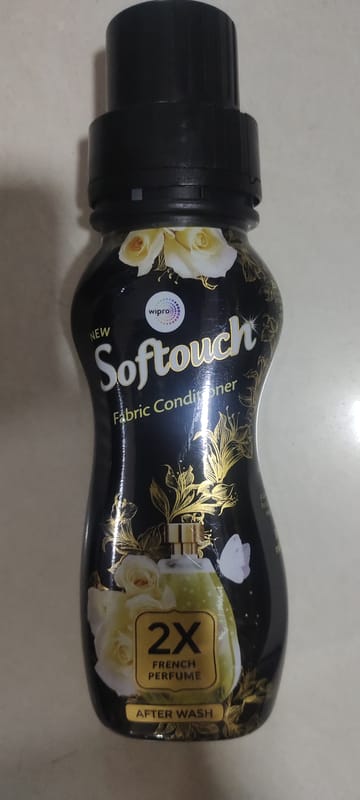 wipro
NEW
Softouch
Fabric Conditioner
2X
FRENCH
PERFUME
AFTER WASH